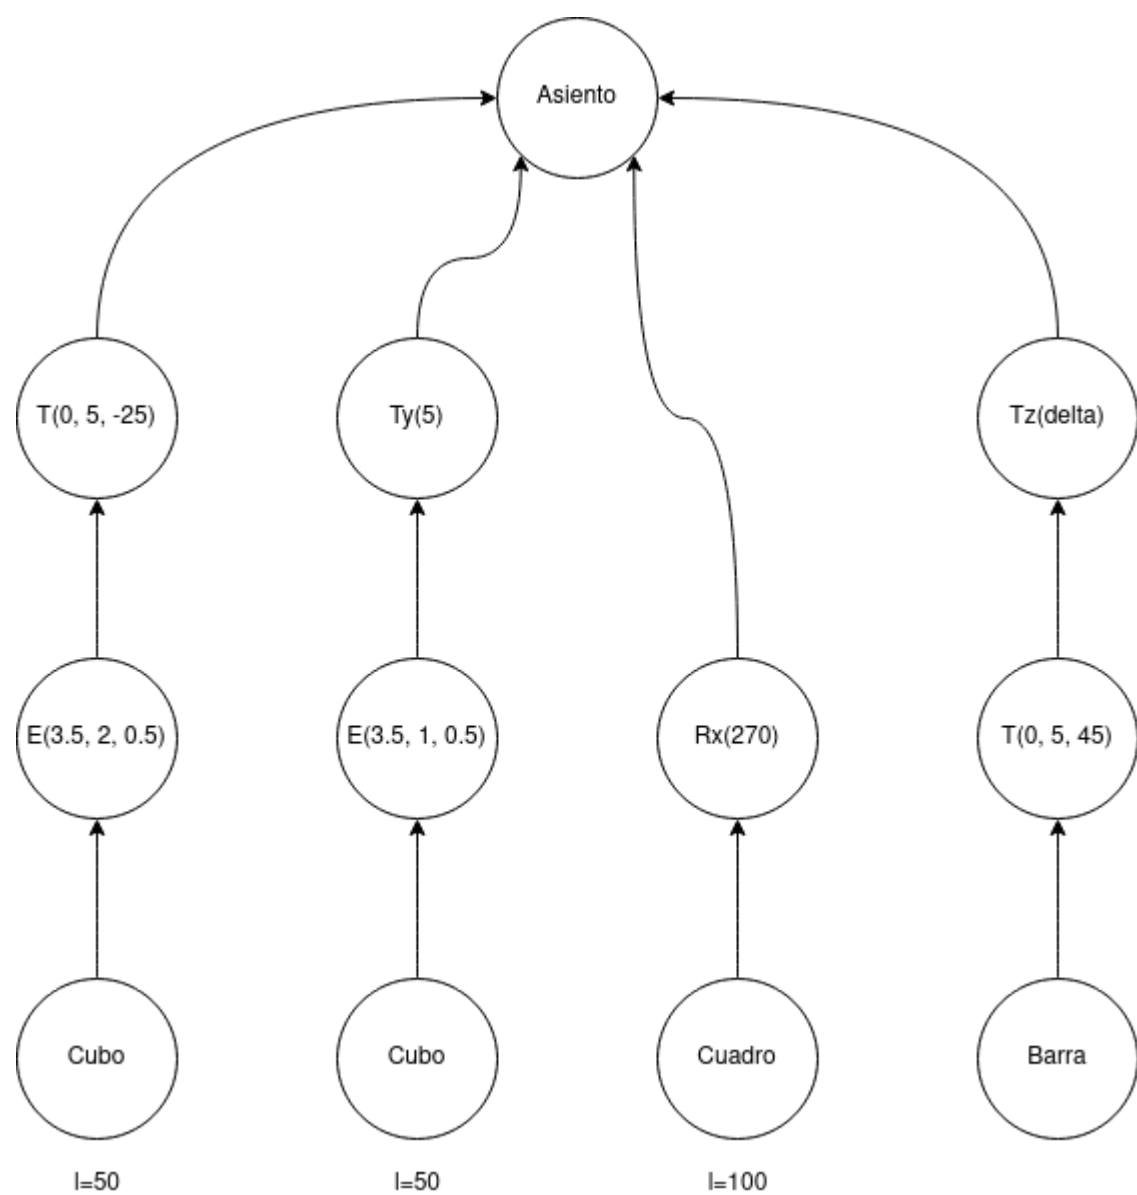 Asiento
T(0, 5, -25)
Ty(5)
Tz(delta)
E(3.5, 2, 0.5)
E(3.5, 1, 0.5)
Rx(270)
T(0, 5, 45)
Cubo
Cubo
Cuadro
Barra
l=50
l=50
l=100